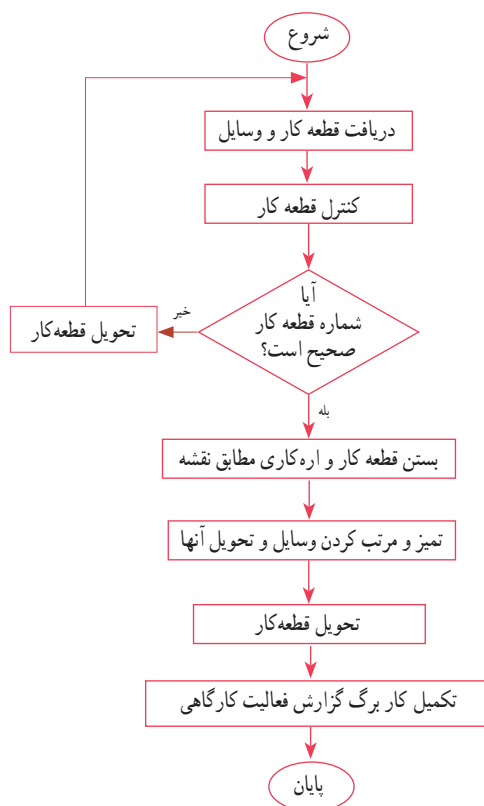 شروع
دریافت قطعه کار و وسایل
کنترل قطعه کار
آیا
شماره قطعه کار
صحیح است؟
خیر
تحویل قطعه‌کار
بله
بستن قطعه کار و اره‌کاری مطابق نقشه
تمیز و مرتب کردن وسایل و تحویل آنها
تحویل قطعه‌کار
تکمیل کار برگ گزارش فعالیت کارگاهی
پایان